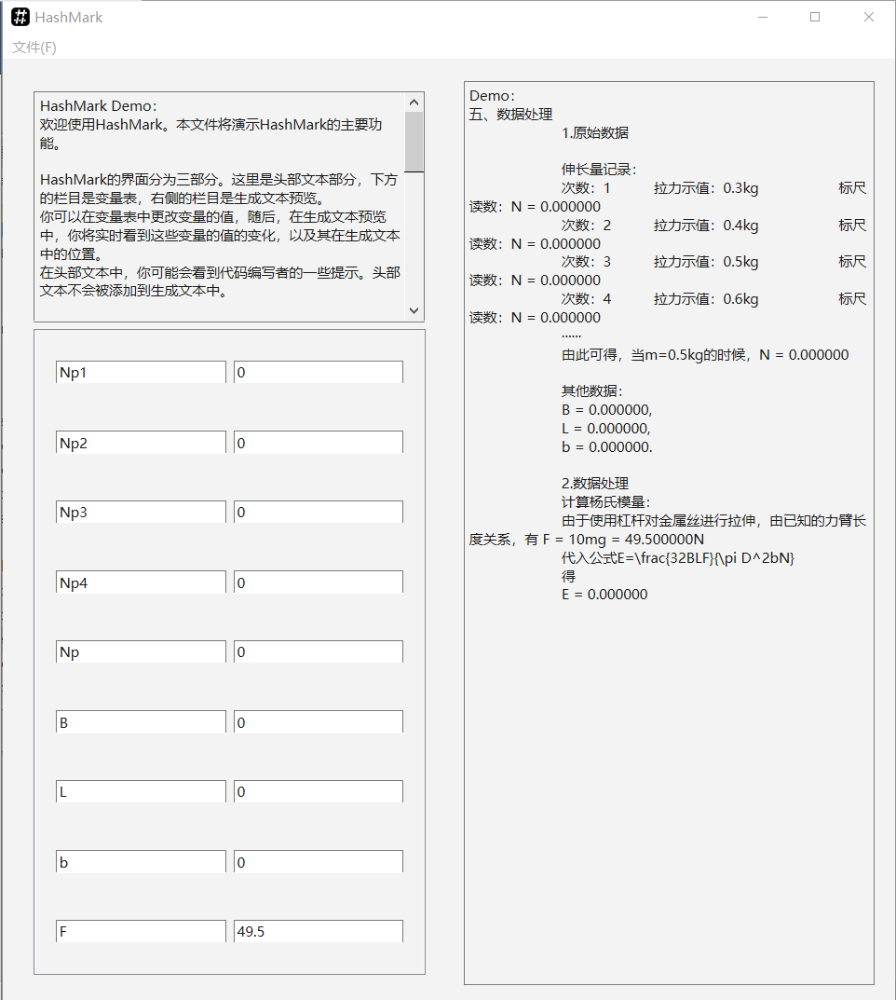 HashMark
文件(F)
HashMark Demo：
欢迎使用HashMark。本文件将演示HashMark的主要功
能。
HashMark的界面分为三部分。这里是头部文本部分，下方
的栏目是变量表，右侧的栏目是生成文本预览。
你可以在变量表中更改变量的值，随后，在生成文本预览
中，你将实时看到这些变量的值的变化，以及其在生成文本
中的位置。
在头部文本中，你可能会看到代码编写者的一些提示。头部
文本不会被添加到生成文本中。
Np1 0
Np2 0
Np3 0
Np4 0
Np 0
B 0
L 0
b 0
F 49.5
Demo：
五、数据处理
1.原始数据
伸长量记录：
次数：1 拉力示值：0.3kg 标尺
读数：N = 0.000000
次数：2 拉力示值：0.4kg 标尺
读数：N = 0.000000
次数：3 拉力示值：0.5kg 标尺
读数：N = 0.000000
次数：4 拉力示值：0.6kg 标尺
读数：N = 0.000000
......
由此可得，当m=0.5kg的时候，N = 0.000000
其他数据：
B = 0.000000,
L = 0.000000,
b = 0.000000.
2.数据处理
计算杨氏模量：
由于使用杠杆对金属丝进行拉伸，由已知的力臂长
度关系，有 F = 10mg = 49.500000N
代入公式E=\frac{32BLF}{\pi D^2bN}
得
E = 0.000000